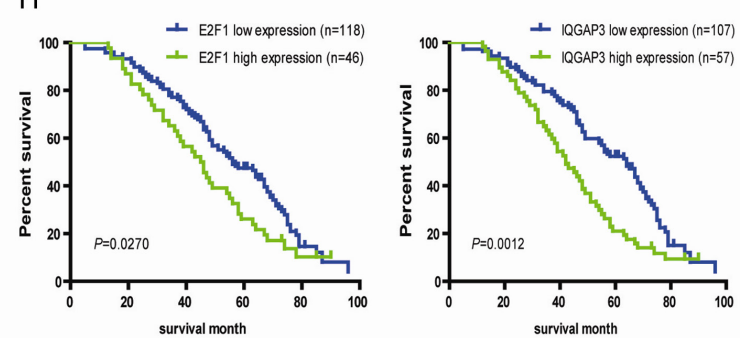 E2F1 low expression (n=118)
E2F1 high expression (n=46)
100
80
60
40
20
0
Percent survival
P=0.0270
0 20 40 60 80 100
survival month
IQGAP3 low expression (n=107)
IQGAP3 high expression (n=57)
100
80
60
40
20
0
Percent survival
P=0.0012
0 20 40 60 80 100
survival month